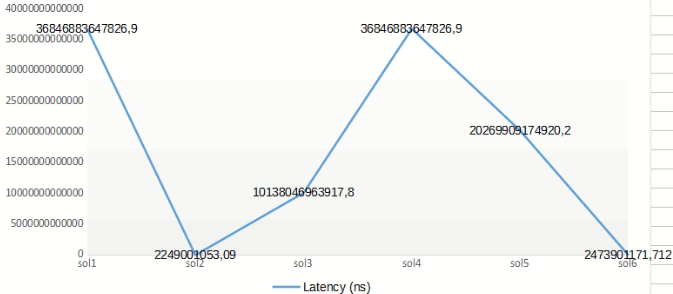 40000000000000
36846883647826,9
36846883647826,9
35000000000000
30000000000000
25000000000000
20269909174920,2
20000000000000
15000000000000
10138046963917,8
10000000000000
5000000000000
0
2249001053,09
2473901171,712
sol1
sol2
sol3
sol4
sol5
sol6
Latency (ns)